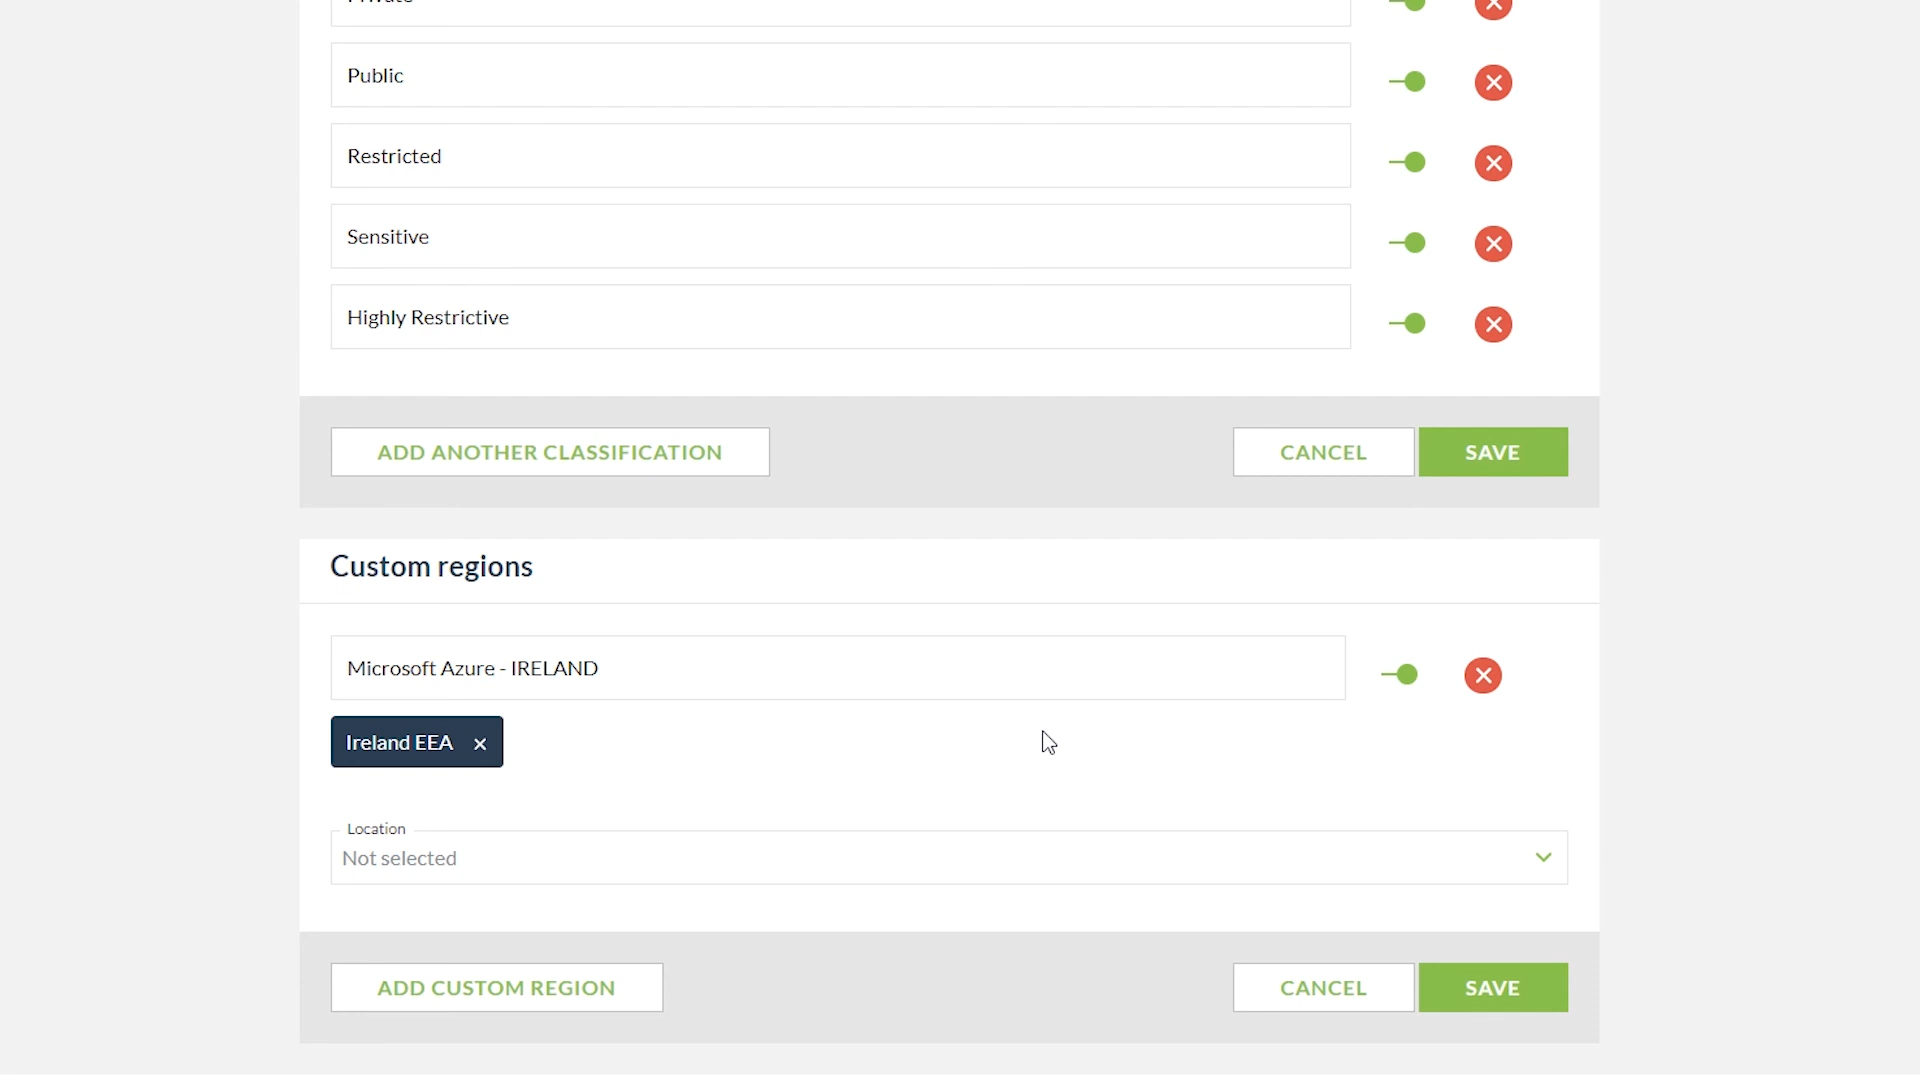 Public
Restricted
Sensitive
Highly Restrictive
ADD ANOTHER CLASSIFICATION
CANCEL
SAVE
Custom regions
Microsoft Azure - IRELAND
Ireland EEA
Location
Not selected
ADD CUSTOM REGION
CANCEL
SAVE